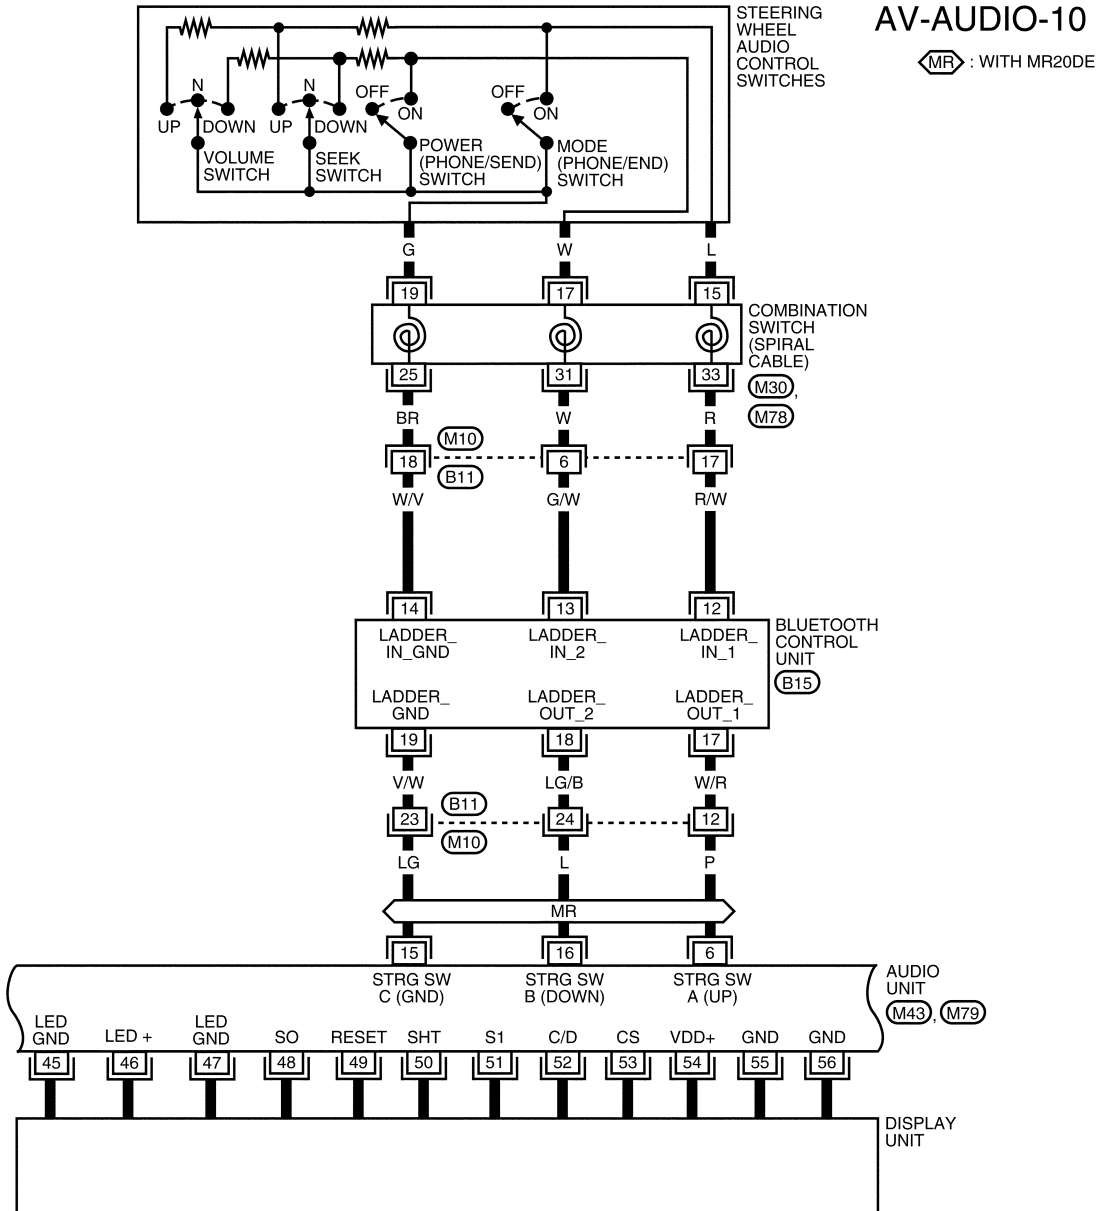 AV-AUDIO-10
MR : WITH MR20DE
STEERING
WHEEL
AUDIO
CONTROL
SWITCHES
N N OFF OFF
UP DOWN UP DOWN ON ON
VOLUME
SWITCH
SEEK
SWITCH
POWER
(PHONE/SEND)
SWITCH
MODE
(PHONE/END)
SWITCH
G W L
19 17 15
COMBINATION
SWITCH
(SPIRAL
CABLE)
M30,
M78
25 31 33
BR W R
M10
18 6 17
B11
W/V G/W R/W
14 13 12
LADDER_
IN_GND
LADDER_
IN_2
LADDER_
IN_1
BLUETOOTH
CONTROL
UNIT
B15
LADDER_
GND
LADDER_
OUT_2
LADDER_
OUT_1
19 18 17
V/W LG/B W/R
B11
23 24 12
M10
LG L P
MR
15 16 6
STRG SW
C (GND)
STRG SW
B (DOWN)
STRG SW
A (UP)
AUDIO
UNIT
M43, M79
LED
GND
LED +
LED
GND
SO RESET SHT S1 C/D CS VDD+ GND GND
45 46 47 48 49 50 51 52 53 54 55 56
DISPLAY
UNIT